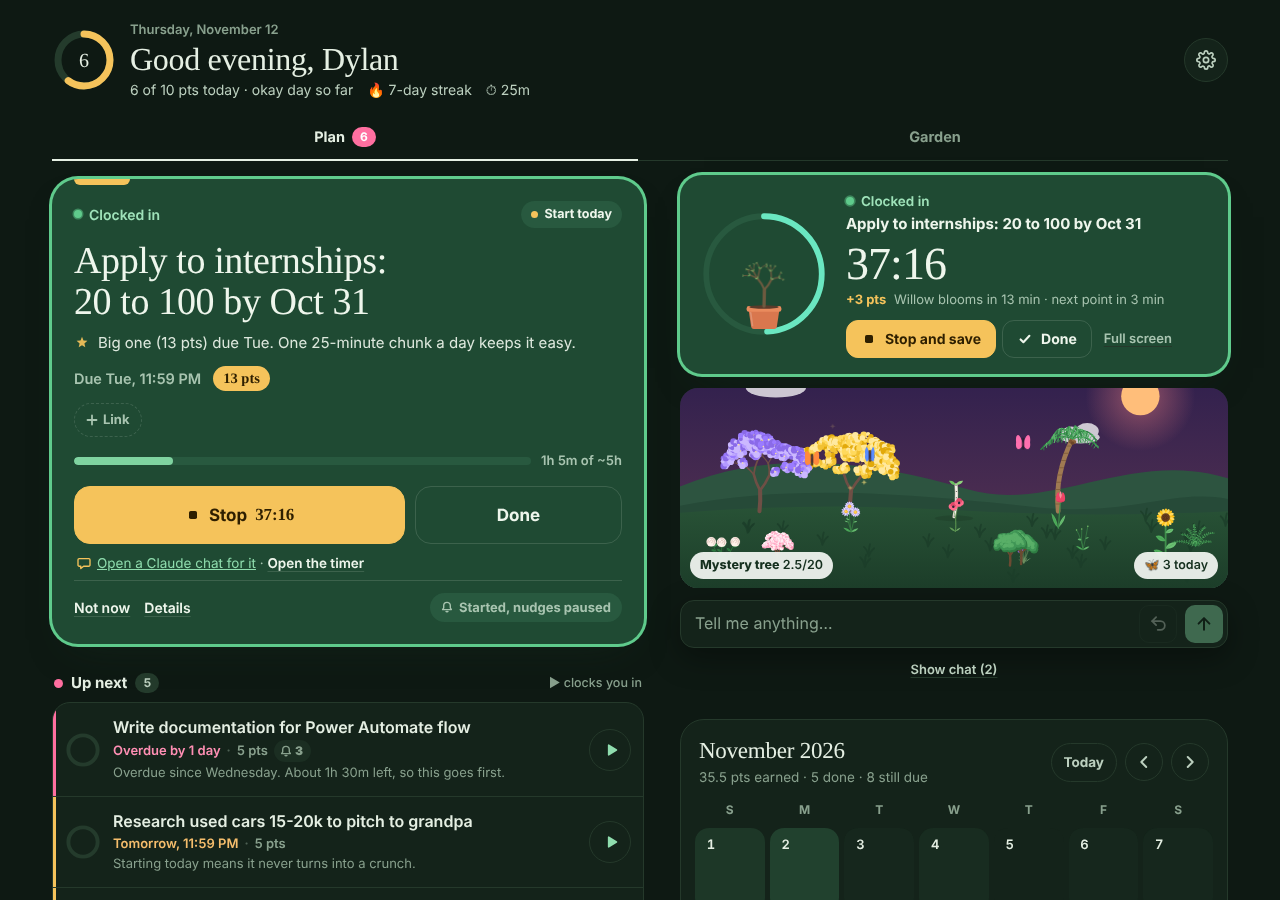 Thursday, November 12
6
Good evening, Dylan
6 of 10 pts today · okay day so far 🔥 7-day streak ⏱ 25m
Plan 6
Garden
Clocked in
Start today
Apply to internships:
20 to 100 by Oct 31
★ Big one (13 pts) due Tue. One 25-minute chunk a day keeps it easy.
Due Tue, 11:59 PM 13 pts
+ Link
1h 5m of ~5h
Stop 37:16
Done
Open a Claude chat for it · Open the timer
Not now Details
Started, nudges paused
Up next 5
▶ clocks you in
Write documentation for Power Automate flow
Overdue by 1 day · 5 pts 3
Overdue since Wednesday. About 1h 30m left, so this goes first.
Research used cars 15-20k to pitch to grandpa
Tomorrow, 11:59 PM · 5 pts
Starting today means it never turns into a crunch.
Clocked in
Apply to internships: 20 to 100 by Oct 31
37:16
+3 pts Willow blooms in 13 min · next point in 3 min
Stop and save
Done
Full screen
Mystery tree 2.5/20
🦋 3 today
Tell me anything...
Show chat (2)
November 2026
35.5 pts earned · 5 done · 8 still due
Today
S M T W T F S
1 2 3 4 5 6 7